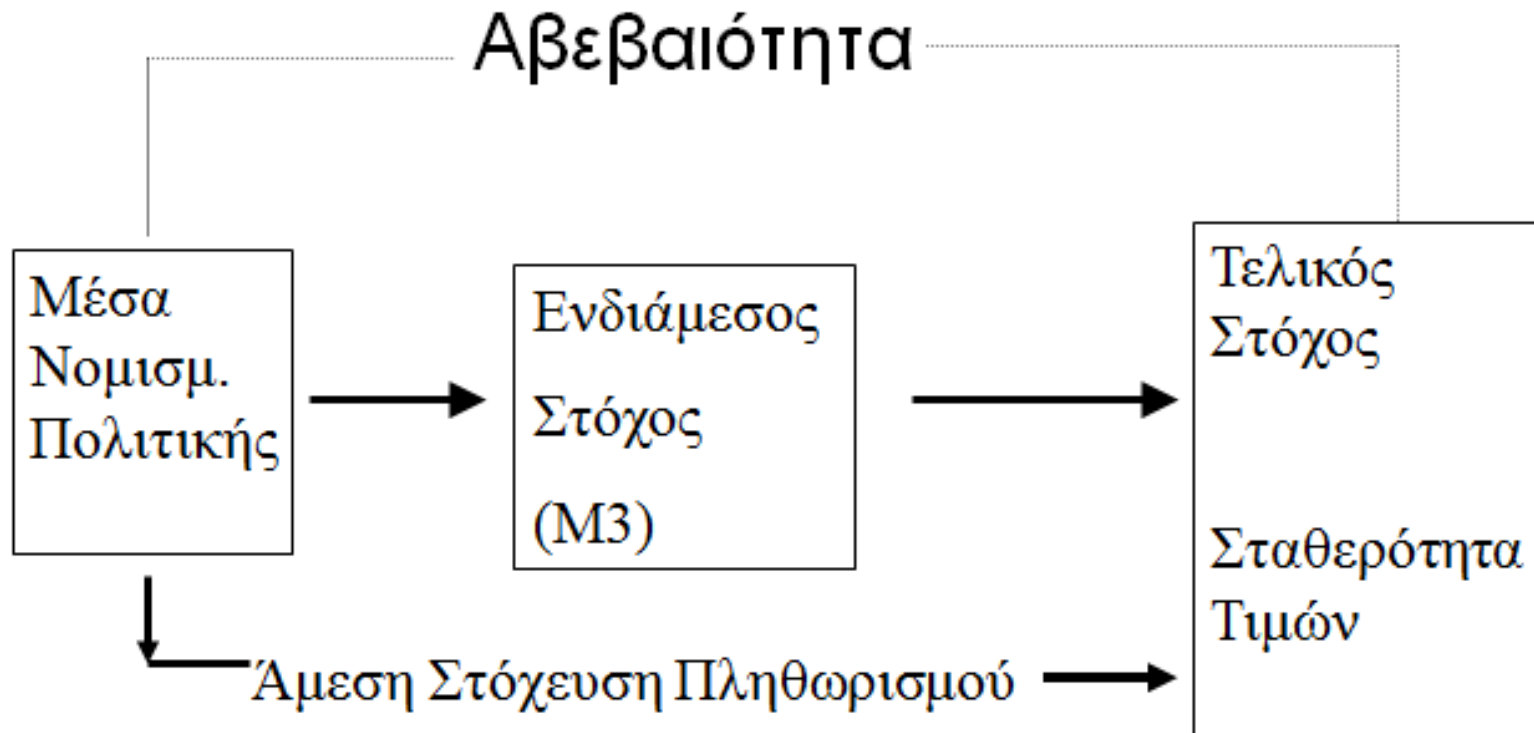 Αβεβαιότητα
Μέσα
Νομισμ.
Πολιτικής
Ενδιάμεσος
Στόχος
(Μ3)
Τελικός
Στόχος
Σταθερότητα
Τιμών
Άμεση Στόχευση Πληθωρισμού